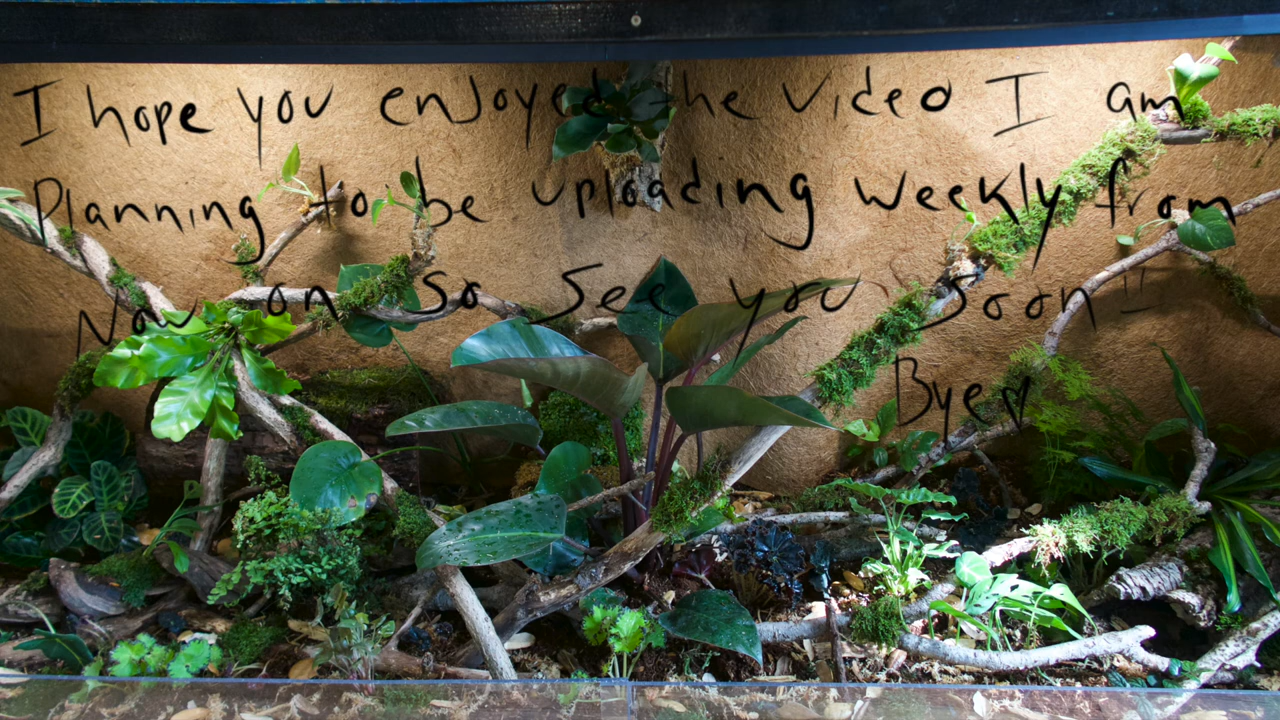 I hope you enjoyed the video I am
Planning to be uploading weekly from
Now on so see you soon!!
Bye♥